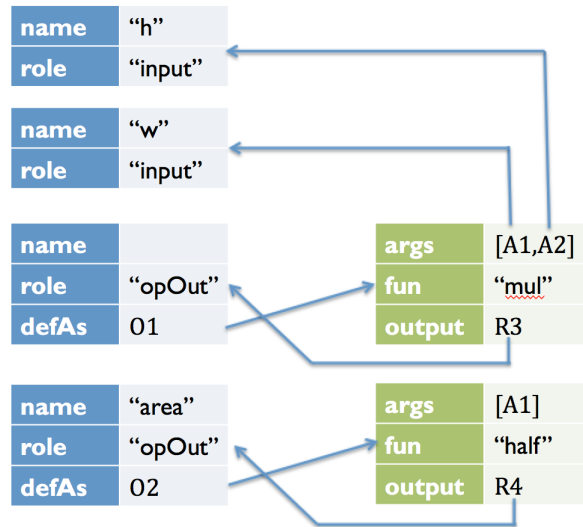 name “h”
role “input”
name “w”
role “input”
name
role “opOut”
defAs O1
args [A1,A2]
fun “mul”
output R3
name “area”
role “opOut”
defAs O2
args [A1]
fun “half”
output R4